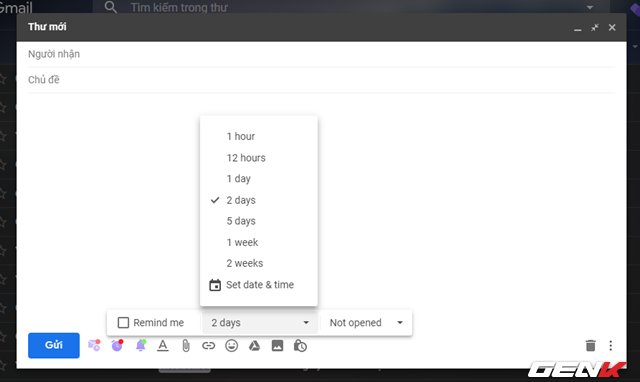 Gmail
Tìm kiếm trong thư
Thư mới
Người nhận
Chủ đề
1 hour
12 hours
1 day
2 days
5 days
1 week
2 weeks
Set date & time
Remind me 2 days Not opened
Gửi
GENK